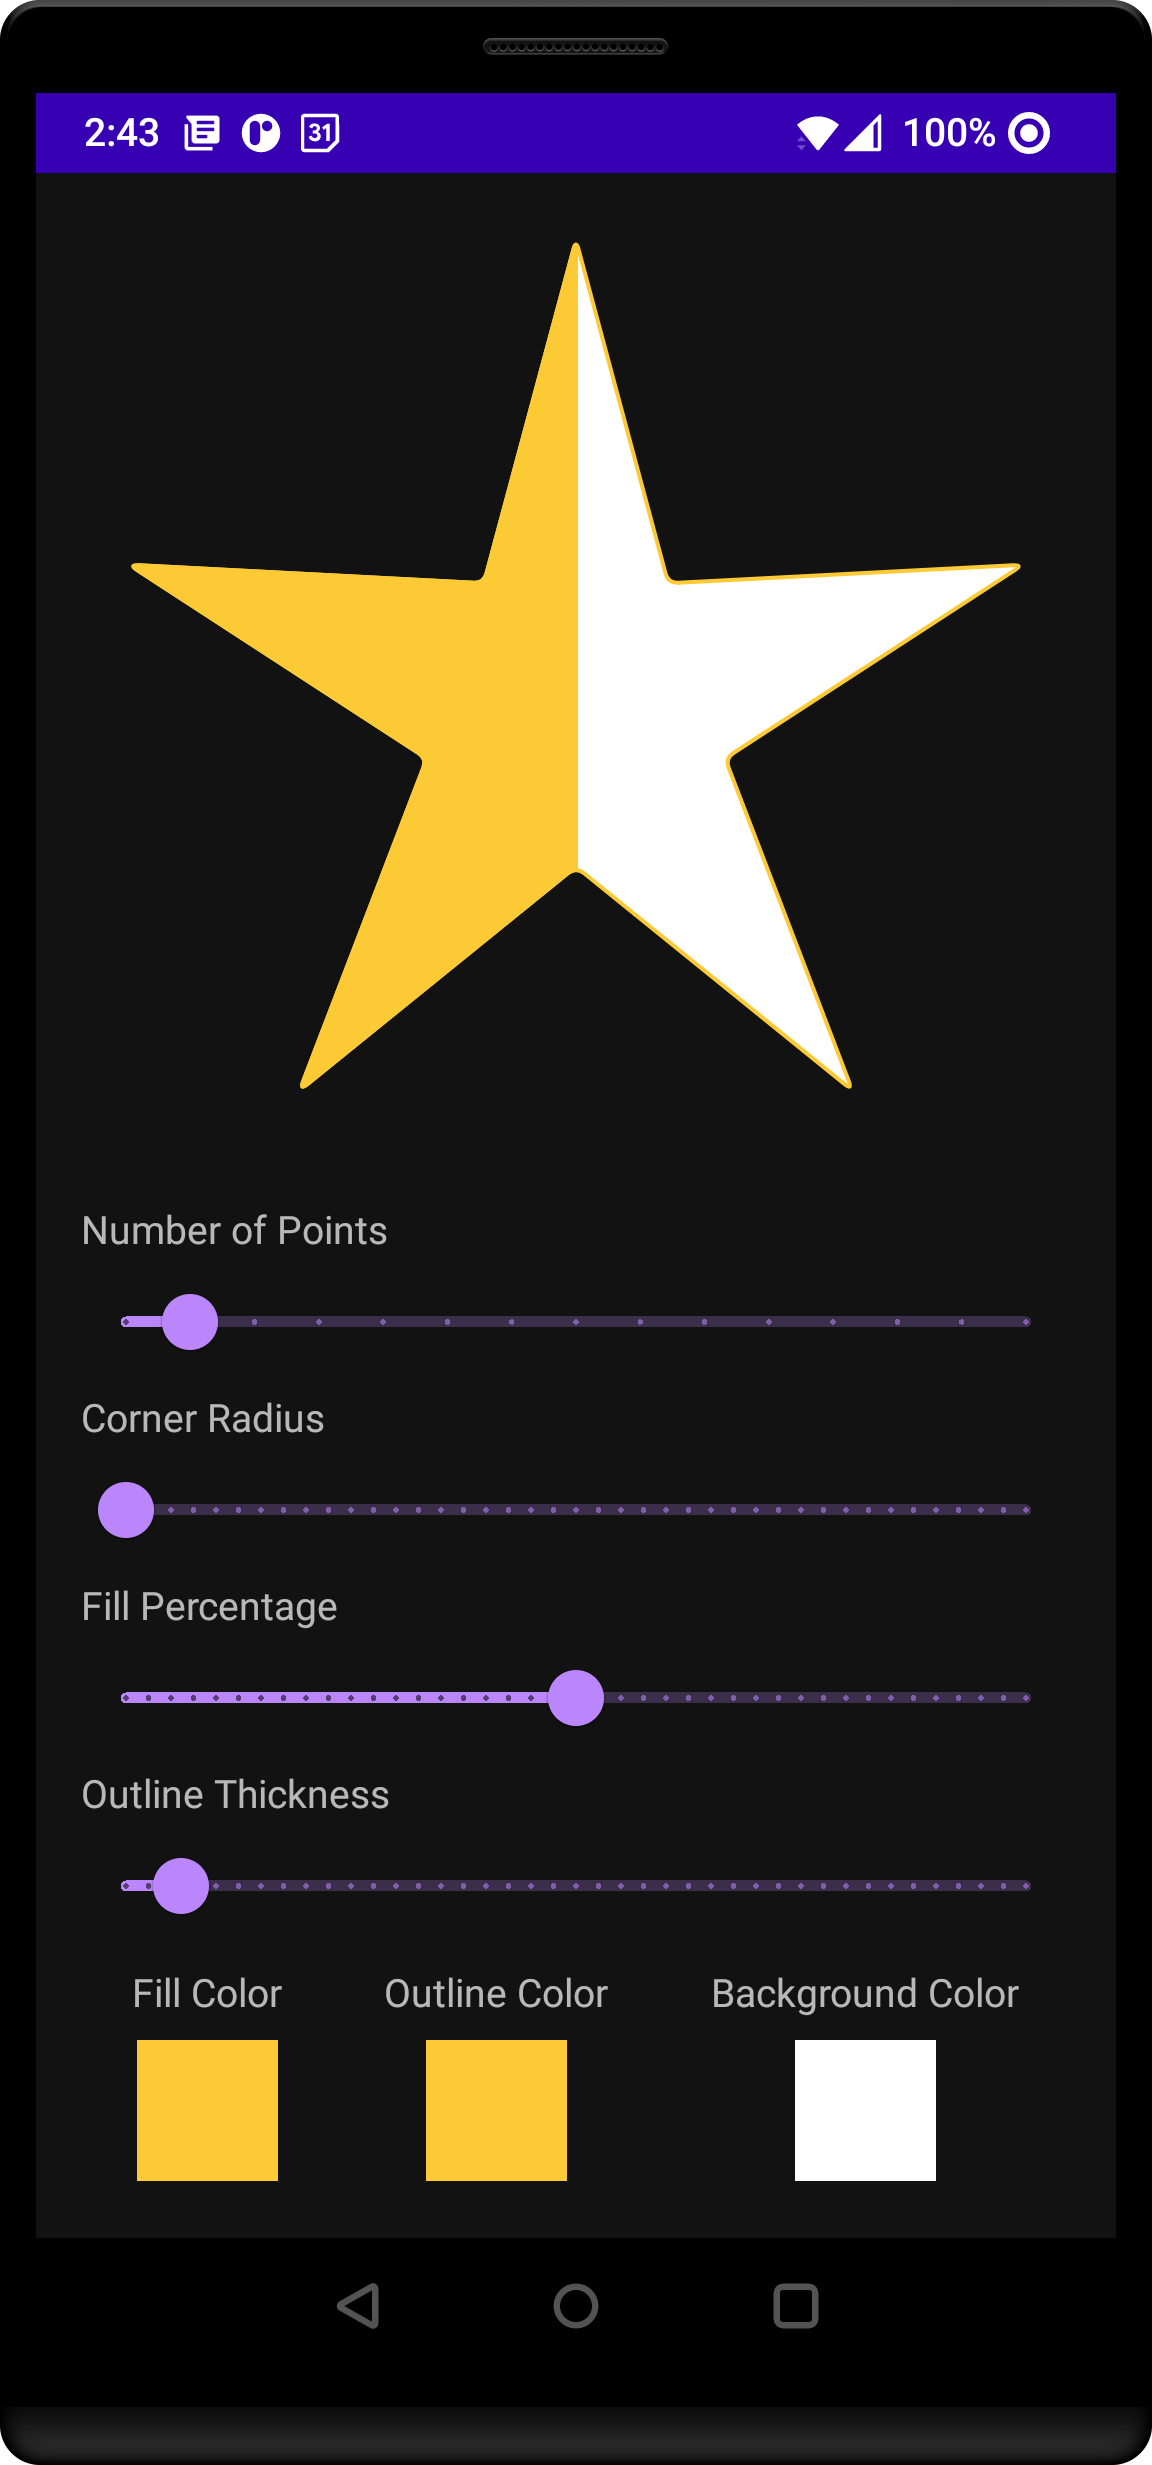 2:43 31 100%
Number of Points
Corner Radius
Fill Percentage
Outline Thickness
Fill Color Outline Color Background Color